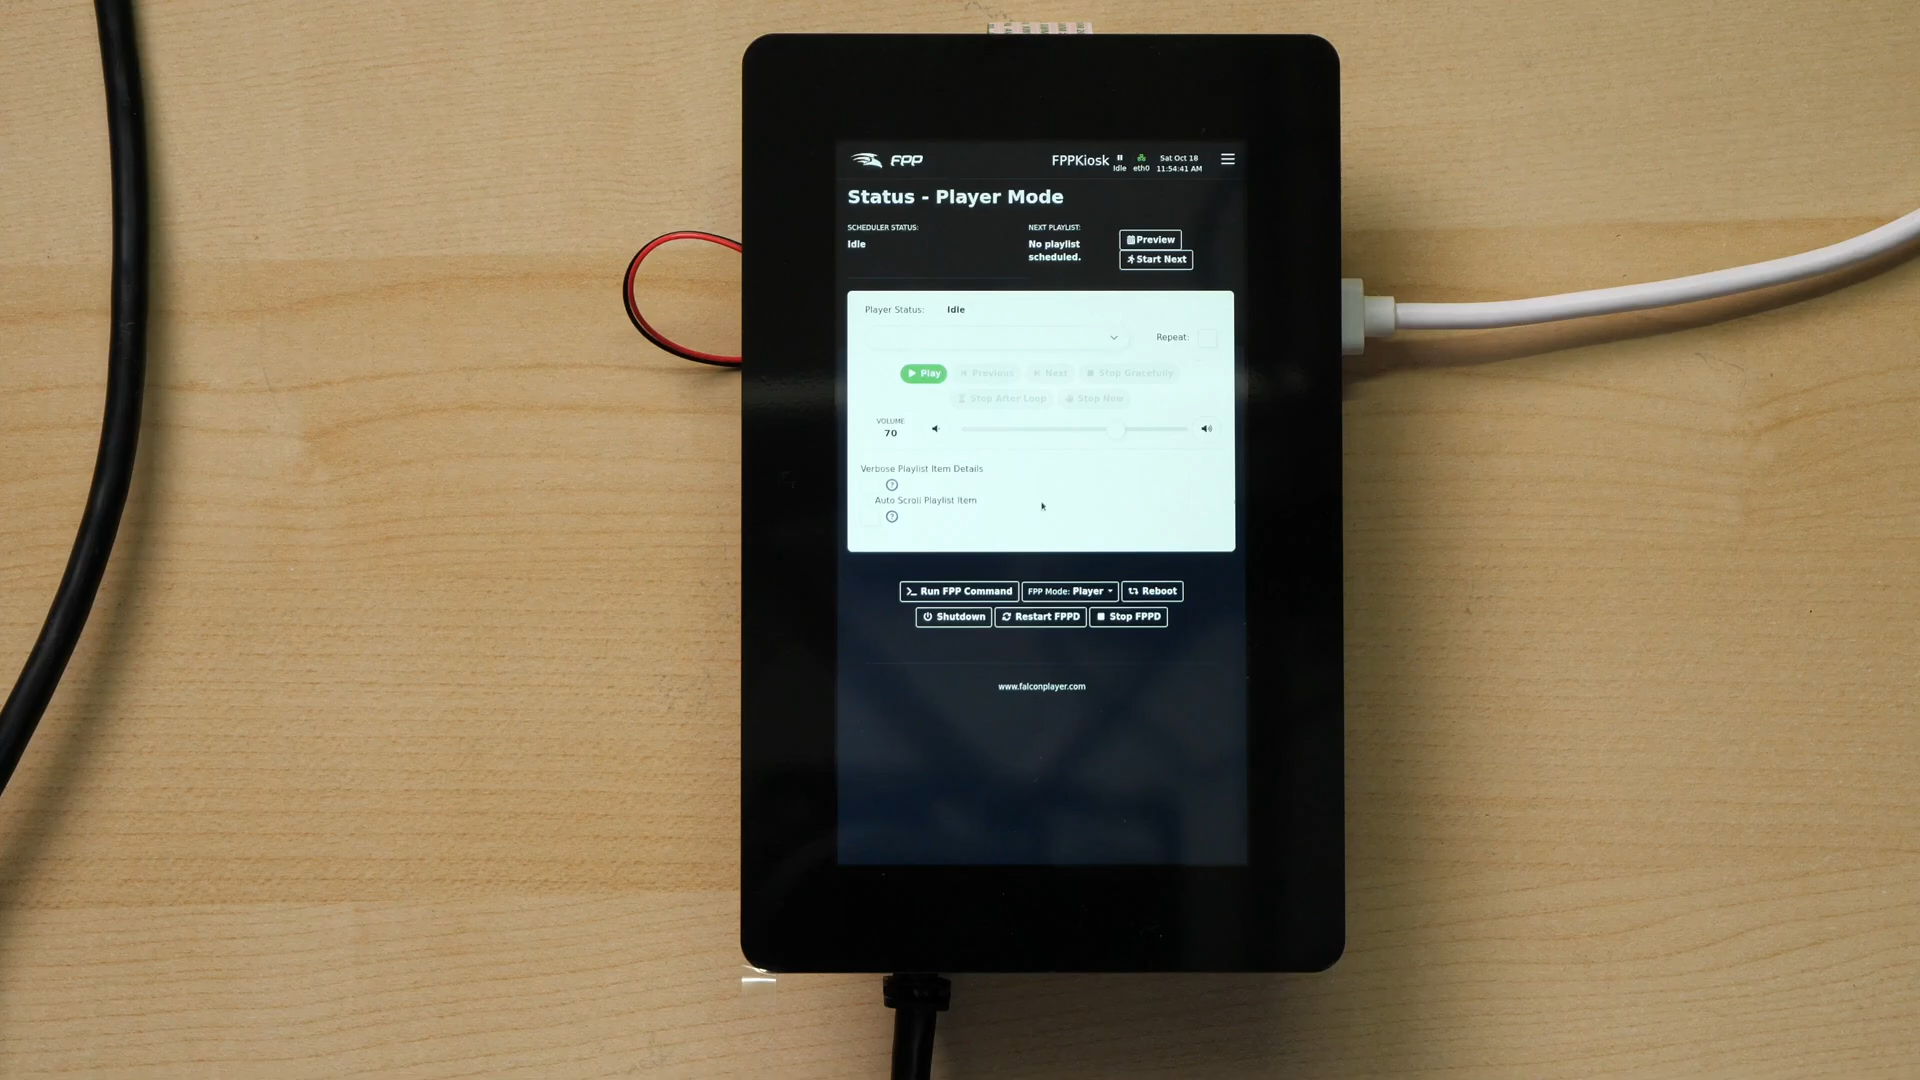 FPP
FPPKiosk
Idle
eth0
Sat Oct 18
11:54:41 AM
Status - Player Mode
SCHEDULER STATUS:
Idle
NEXT PLAYLIST:
No playlist
scheduled.
Preview
Start Next
Player Status: Idle
Repeat:
Play Previous Next Stop Gracefully
Stop After Loop Stop Now
VOLUME
70
Verbose Playlist Item Details
Auto Scroll Playlist Item
Run FPP Command FPP Mode: Player Reboot
Shutdown Restart FPPD Stop FPPD
www.falconplayer.com